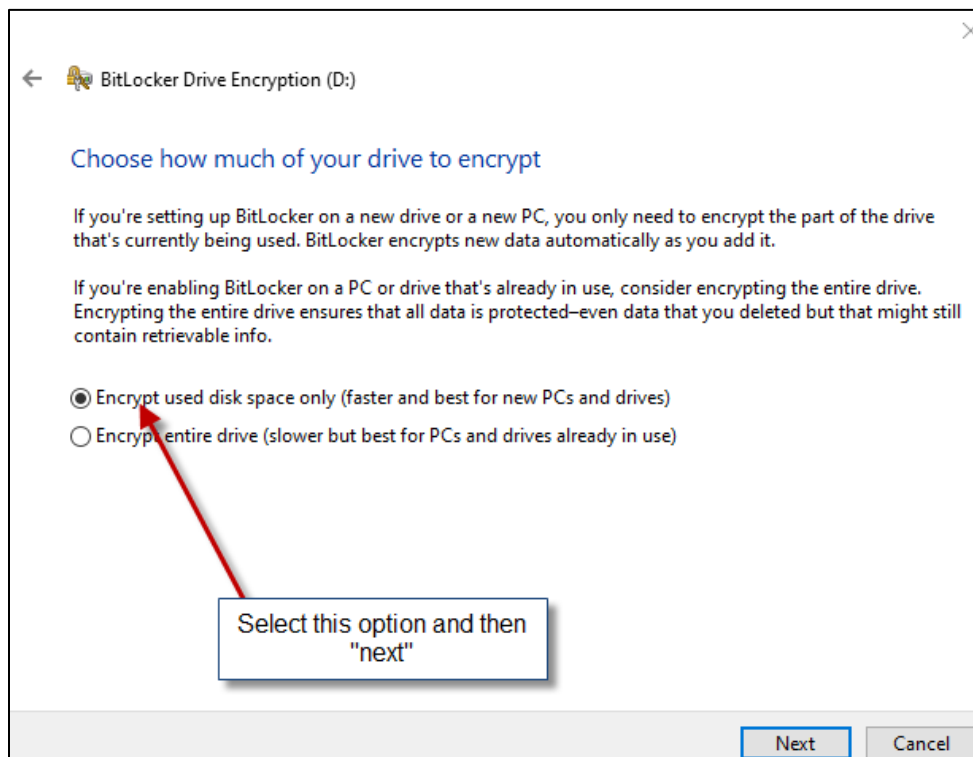 BitLocker Drive Encryption (D:)
Choose how much of your drive to encrypt
If you're setting up BitLocker on a new drive or a new PC, you only need to encrypt the part of the drive
that's currently being used. BitLocker encrypts new data automatically as you add it.
If you're enabling BitLocker on a PC or drive that's already in use, consider encrypting the entire drive.
Encrypting the entire drive ensures that all data is protected–even data that you deleted but that might still
contain retrievable info.
Encrypt used disk space only (faster and best for new PCs and drives)
Encrypt entire drive (slower but best for PCs and drives already in use)
Select this option and then
"next"
Next
Cancel